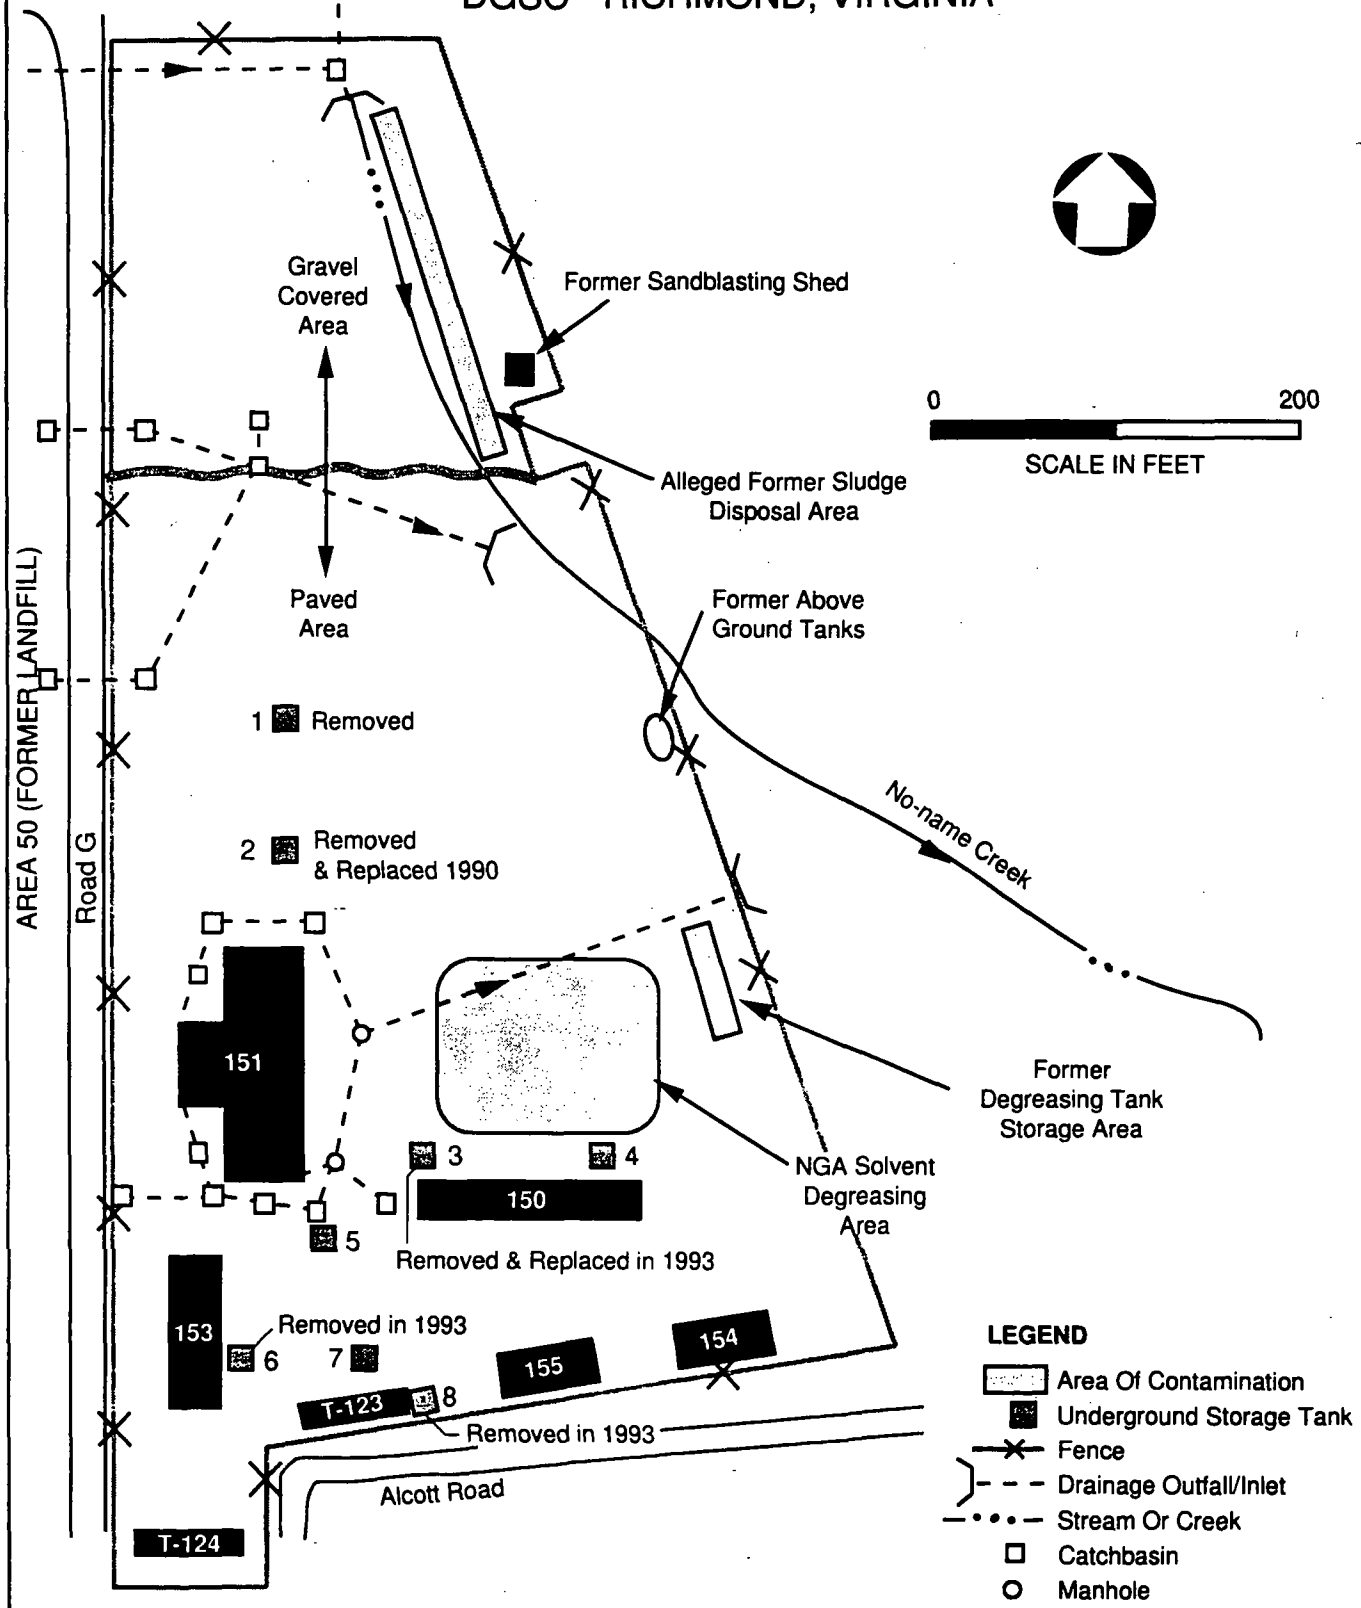 Gravel
Covered
Area
Former Sandblasting Shed
0 200
SCALE IN FEET
Alleged Former Sludge
Disposal Area
Paved
Area
Former Above
Ground Tanks
AREA 50 (FORMER LANDFILL)
Road G
1 Removed
2 Removed
& Replaced 1990
No-name Creek
151
Former
Degreasing Tank
Storage Area
3
4
NGA Solvent
Degreasing
Area
150
5
Removed & Replaced in 1993
153
Removed in 1993
6
7
154
155
T-123
8
Removed in 1993
Alcott Road
T-124
LEGEND
Area Of Contamination
Underground Storage Tank
Fence
Drainage Outfall/Inlet
Stream Or Creek
Catchbasin
Manhole